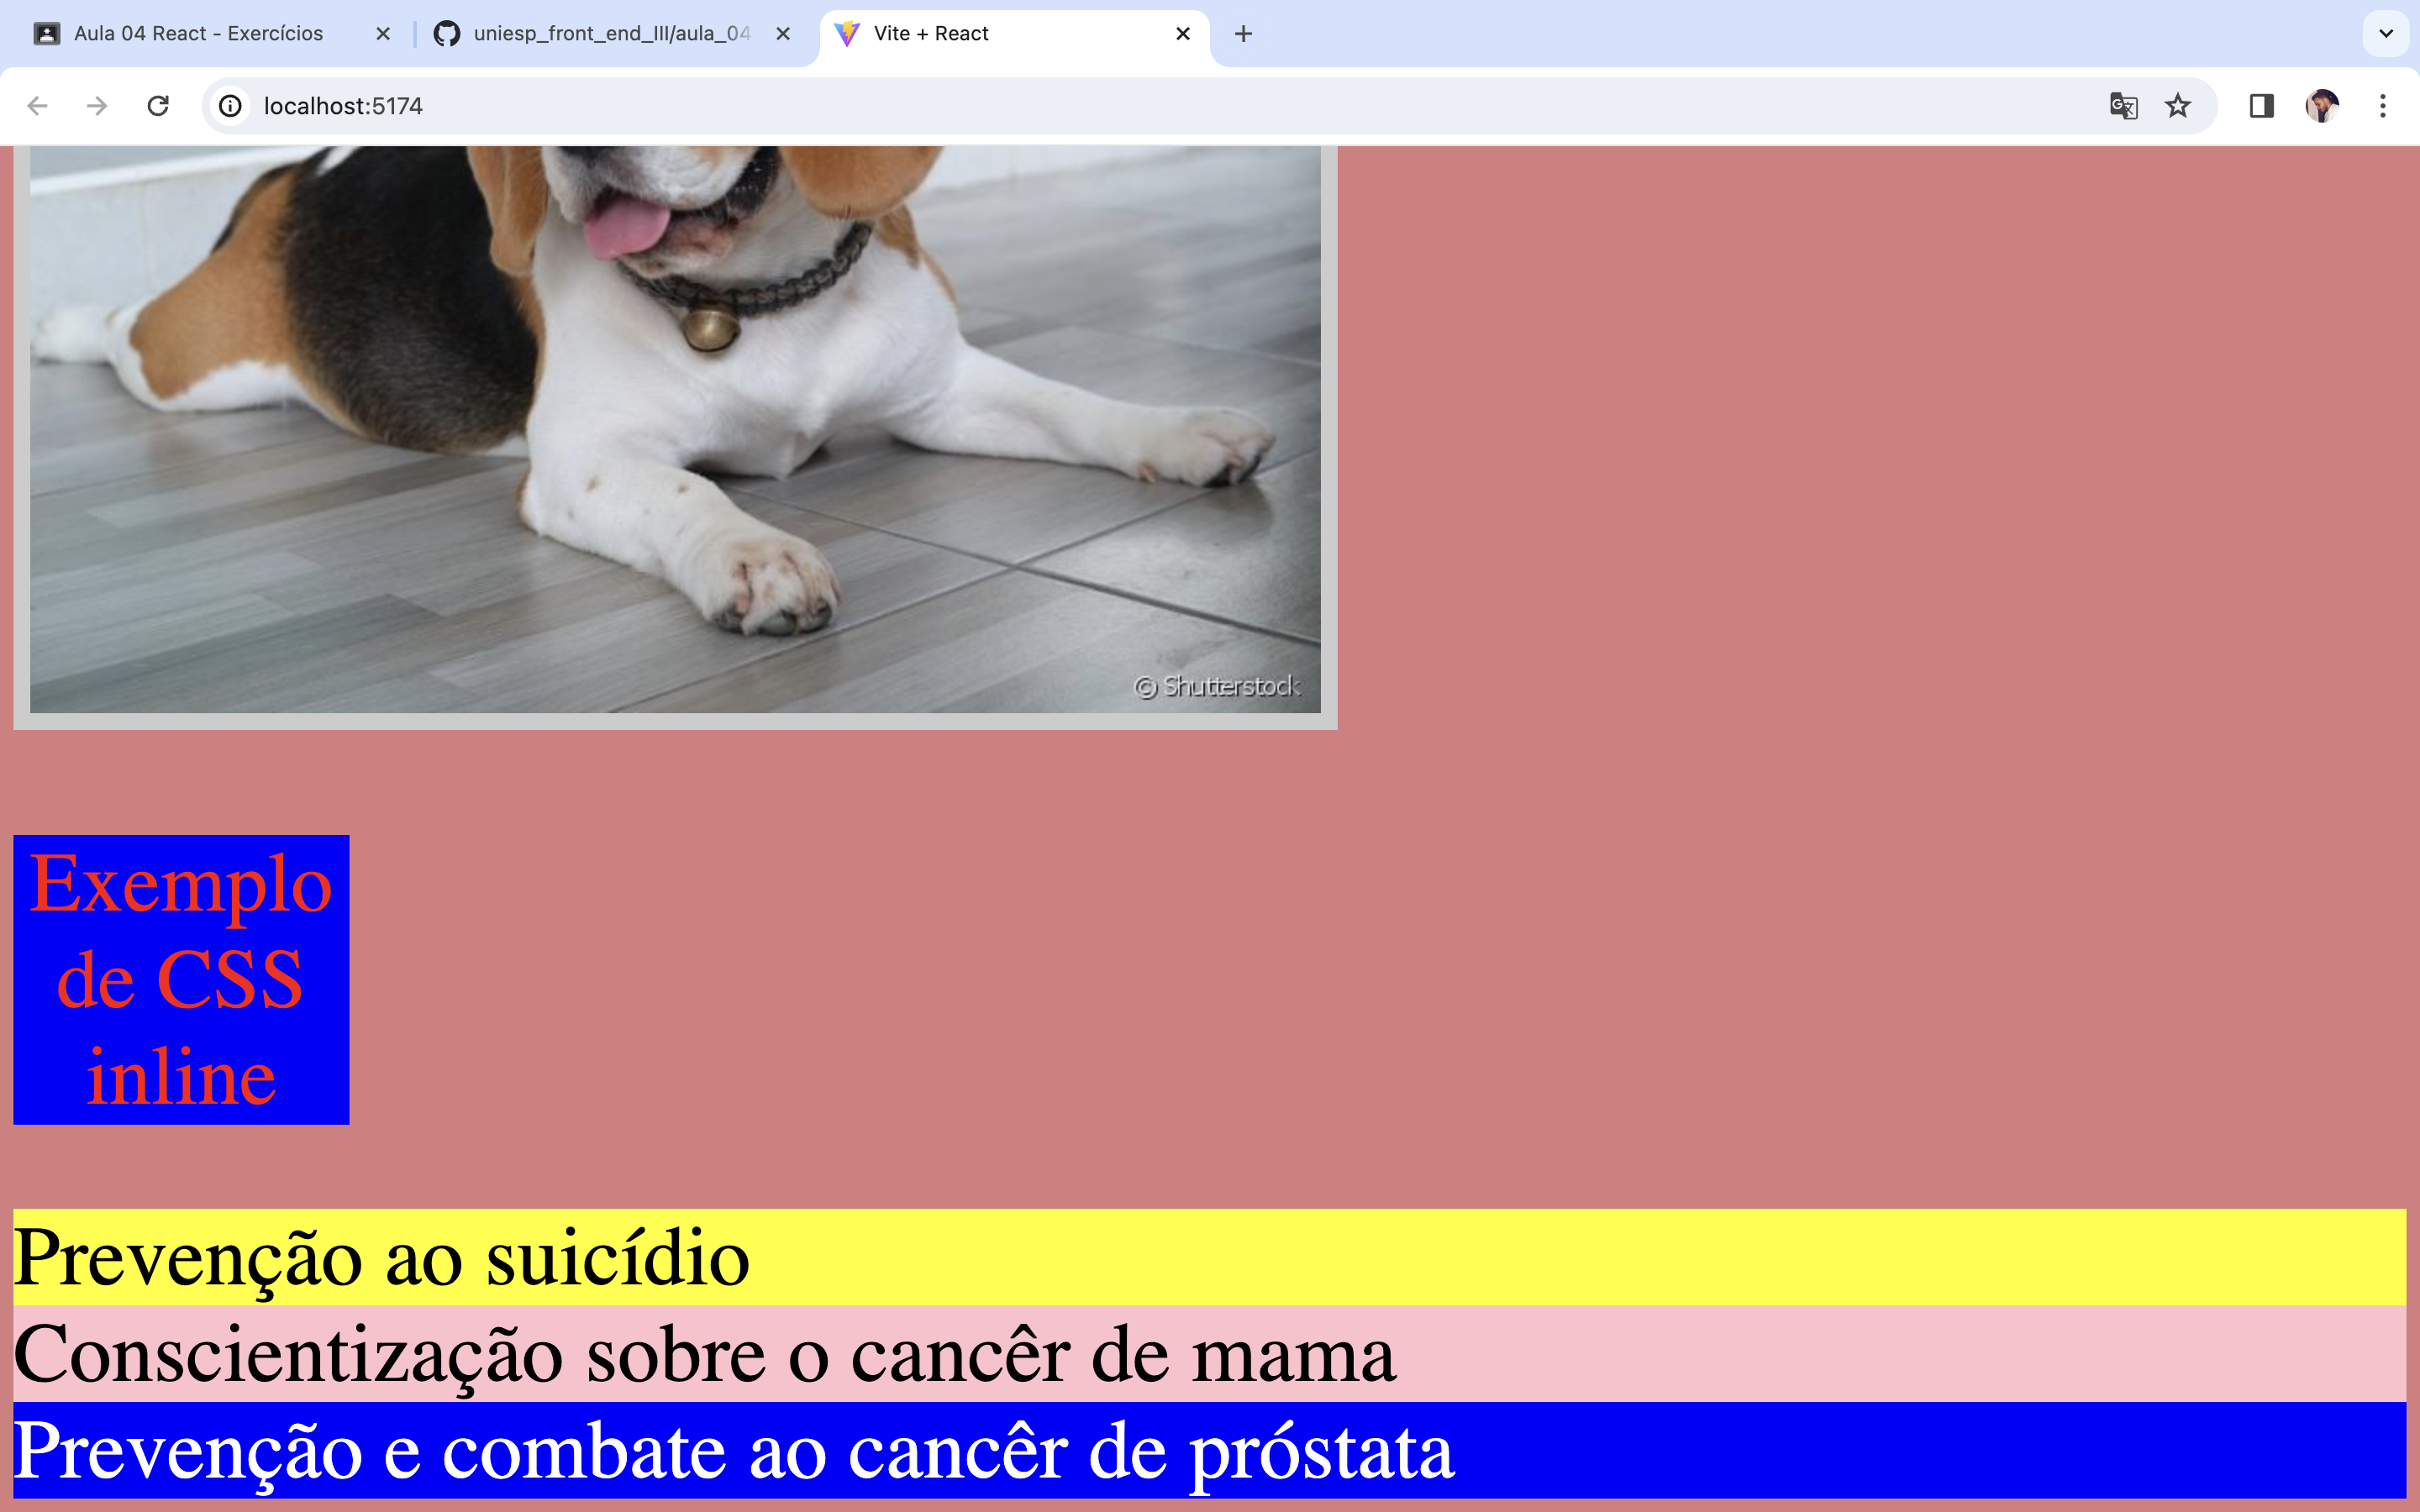 Aula 04 React - Exercícios
uniesp_front_end_III/aula_04
Vite + React
localhost:5174
© Shutterstock
Exemplo
de CSS
inline
Prevenção ao suicídio
Conscientização sobre o cancêr de mama
Prevenção e combate ao cancêr de próstata